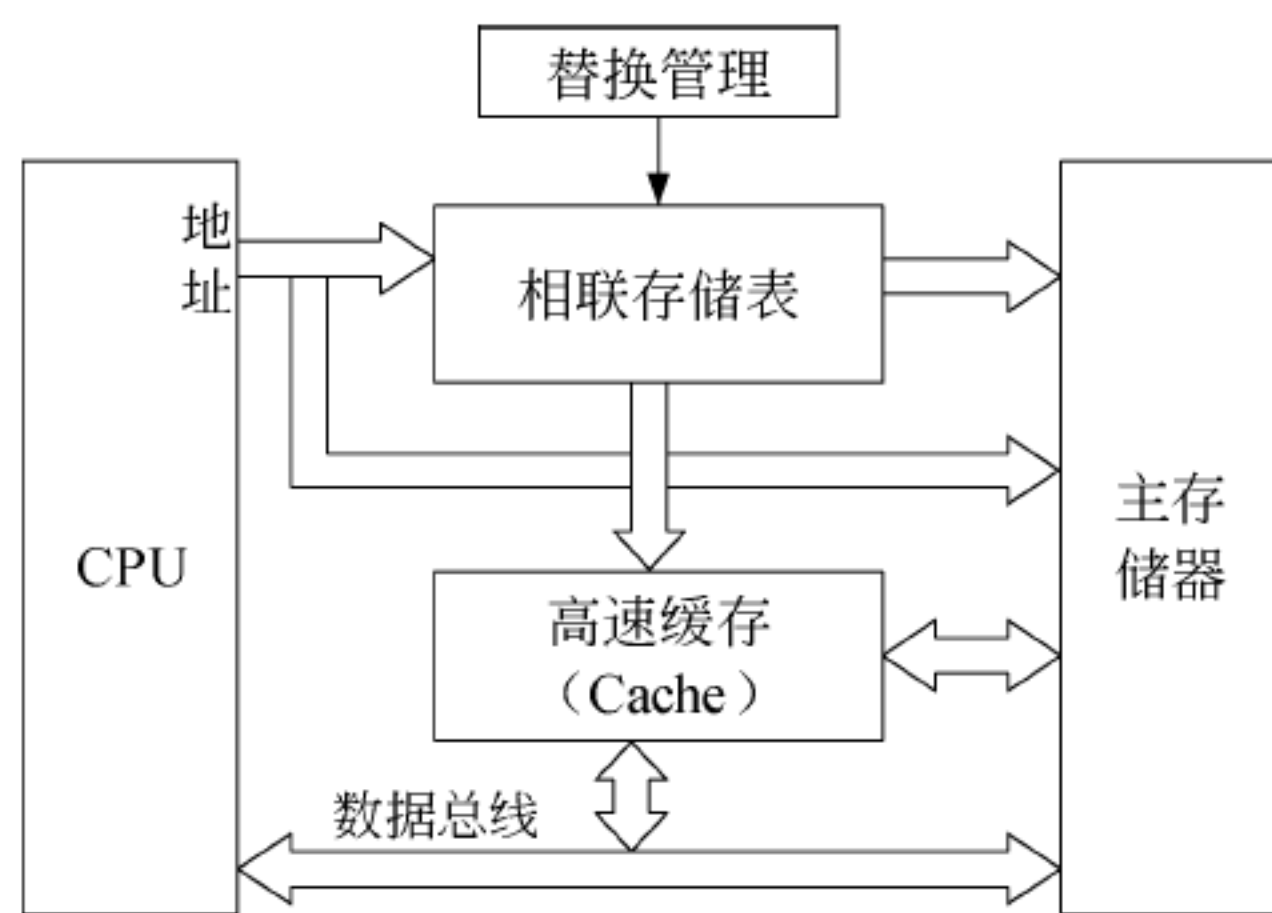 替换管理
地
址
相联存储表
CPU
主存
储器
高速缓存
（Cache）
数据总线